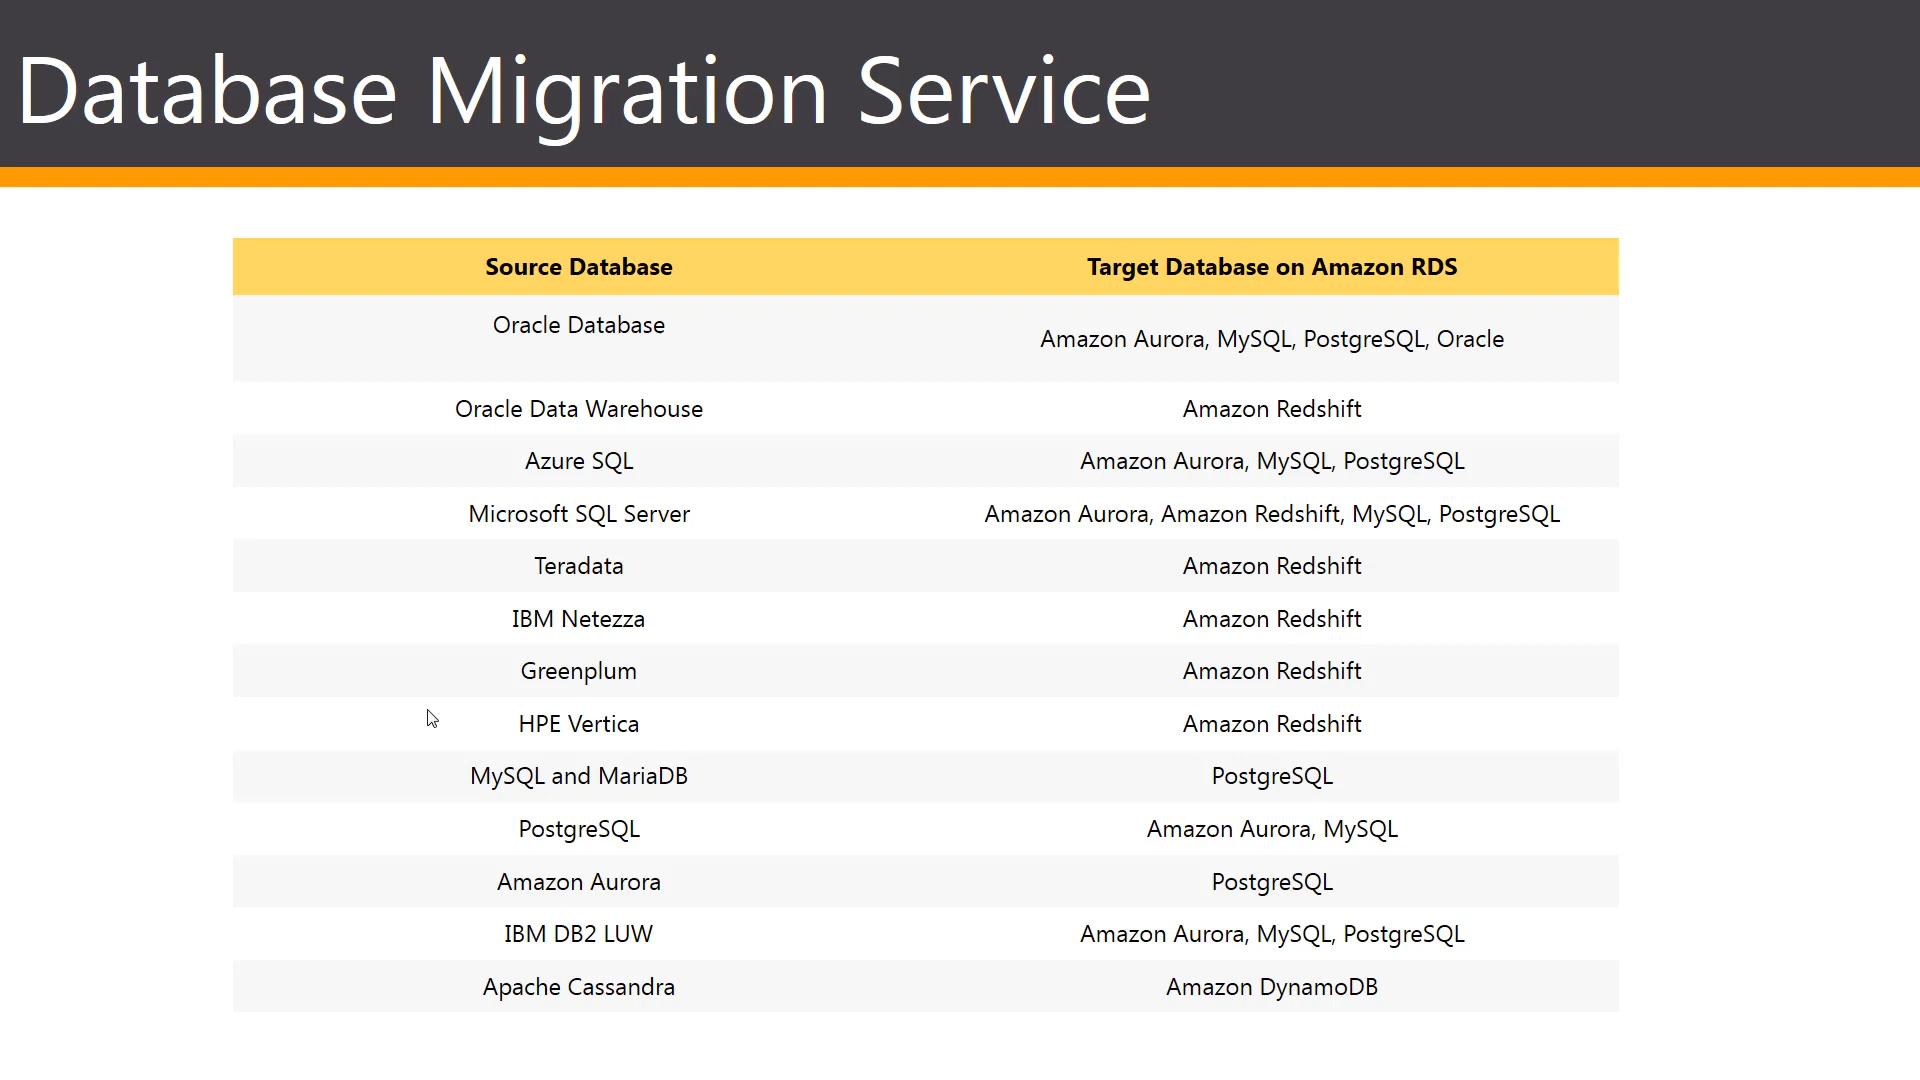 Database Migration Service
Source Database Target Database on Amazon RDS
Oracle Database Amazon Aurora, MySQL, PostgreSQL, Oracle
Oracle Data Warehouse Amazon Redshift
Azure SQL Amazon Aurora, MySQL, PostgreSQL
Microsoft SQL Server Amazon Aurora, Amazon Redshift, MySQL, PostgreSQL
Teradata Amazon Redshift
IBM Netezza Amazon Redshift
Greenplum Amazon Redshift
HPE Vertica Amazon Redshift
MySQL and MariaDB PostgreSQL
PostgreSQL Amazon Aurora, MySQL
Amazon Aurora PostgreSQL
IBM DB2 LUW Amazon Aurora, MySQL, PostgreSQL
Apache Cassandra Amazon DynamoDB